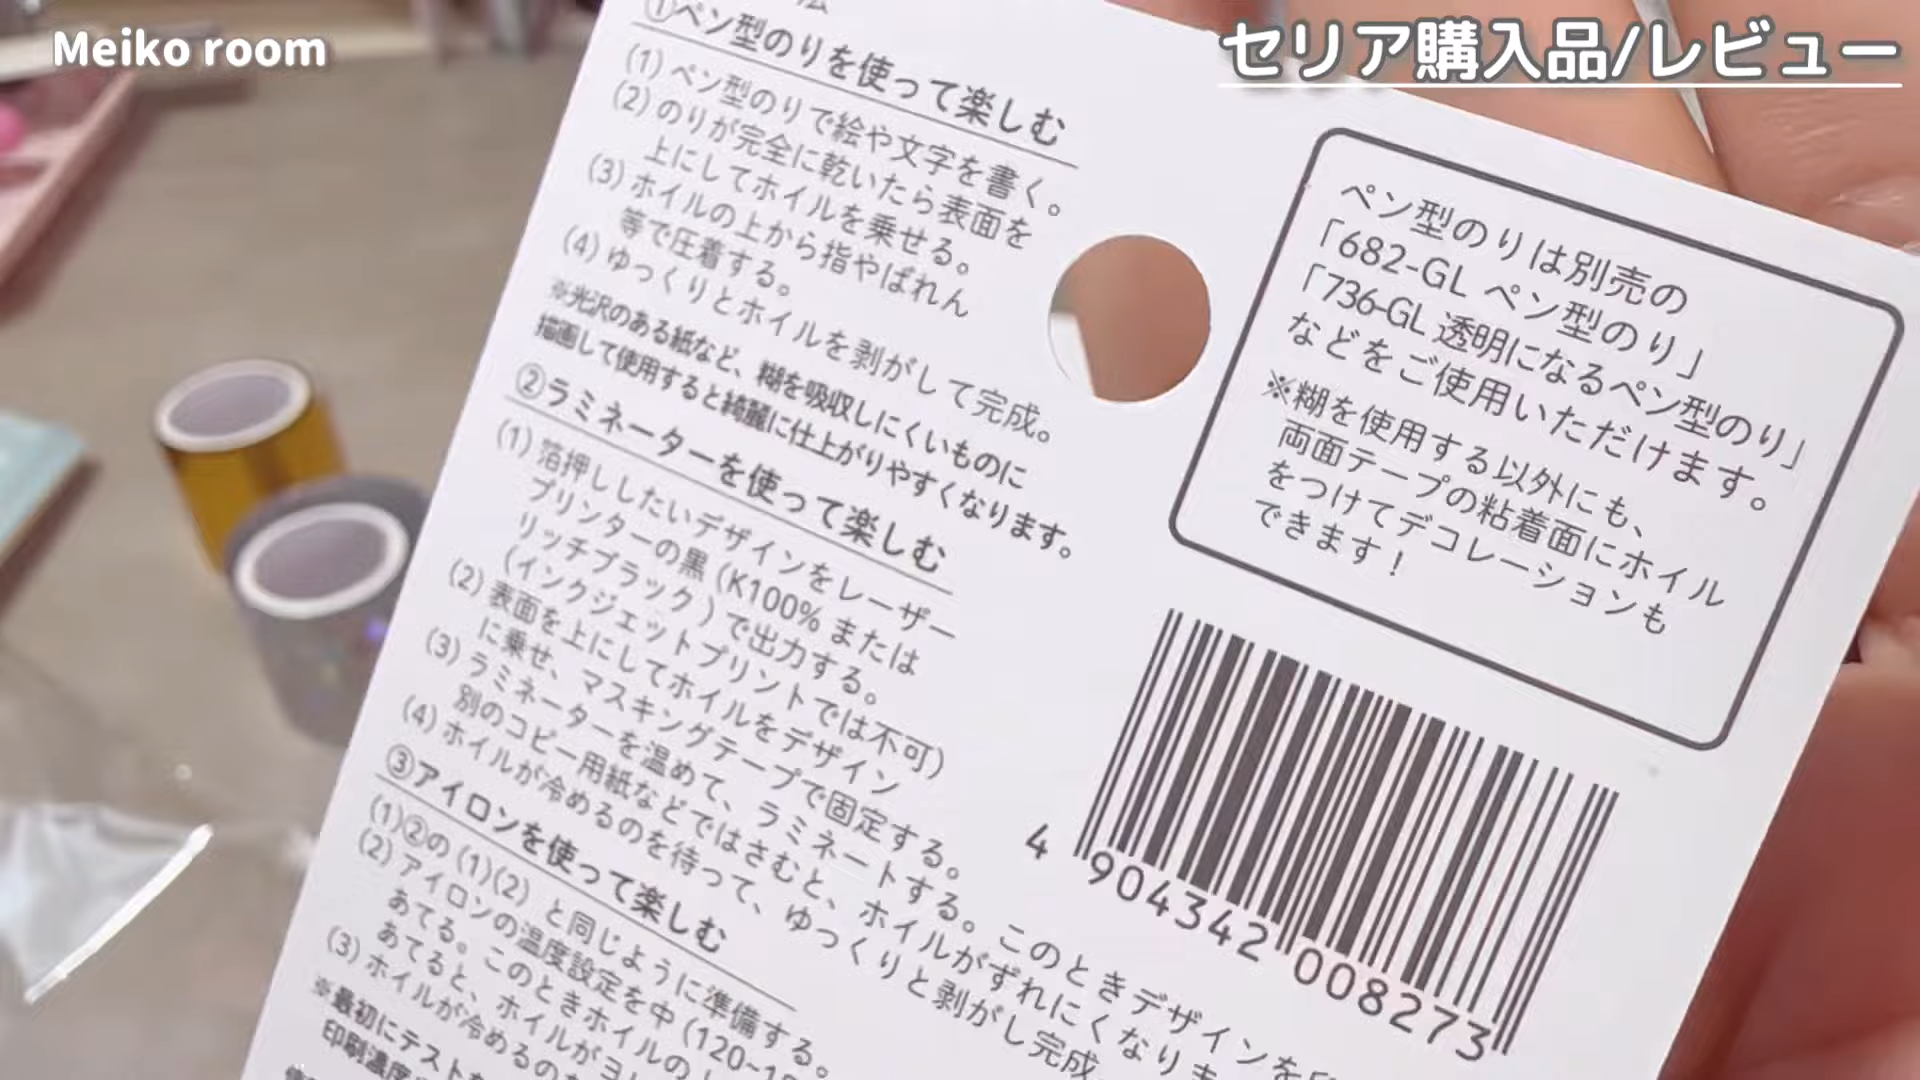 Meiko room
セリア購入品/レビュー
①ペン型のりを使って楽しむ
(1) ペン型のりで絵や文字を書く。
(2) のりが完全に乾いたら表面を
上にしてホイルを乗せる。
(3) ホイルの上から指やばれん
等で圧着する。
(4) ゆっくりとホイルを剥がして完成。
※光沢のある紙など、糊を吸収しにくいものに
描画して使用すると綺麗に仕上がりやすくなります。
②ラミネーターを使って楽しむ
(1) 箔押ししたいデザインをレーザー
プリンターの黒 (K100% または
リッチブラック ) で出力する。
(インクジェットプリントでは不可)
(2) 表面を上にしてホイルをデザイン
に乗せ、マスキングテープで固定する。
(3) ラミネーターを温めて、ラミネートする。このときデザインを
別のコピー用紙などではさむと、ホイルがずれにくくなりま
(4) ホイルが冷めるのを待って、ゆっくりと剥がし完成。
③アイロンを使って楽しむ
(1)②の (1)(2) と同じように準備する。
(2) アイロンの温度設定を中 (120~
あてる。このときホイルの
あてると、ホイルがヨ
(3) ホイルが冷めるの
※最初にテスト
印刷濃度
ペン型のりは別売の
「682-GL ペン型のり」
「736-GL 透明になるペン型のり」
などをご使用いただけます。
※糊を使用する以外にも、
両面テープの粘着面にホイル
をつけてデコレーションも
できます！
4 904342 008273